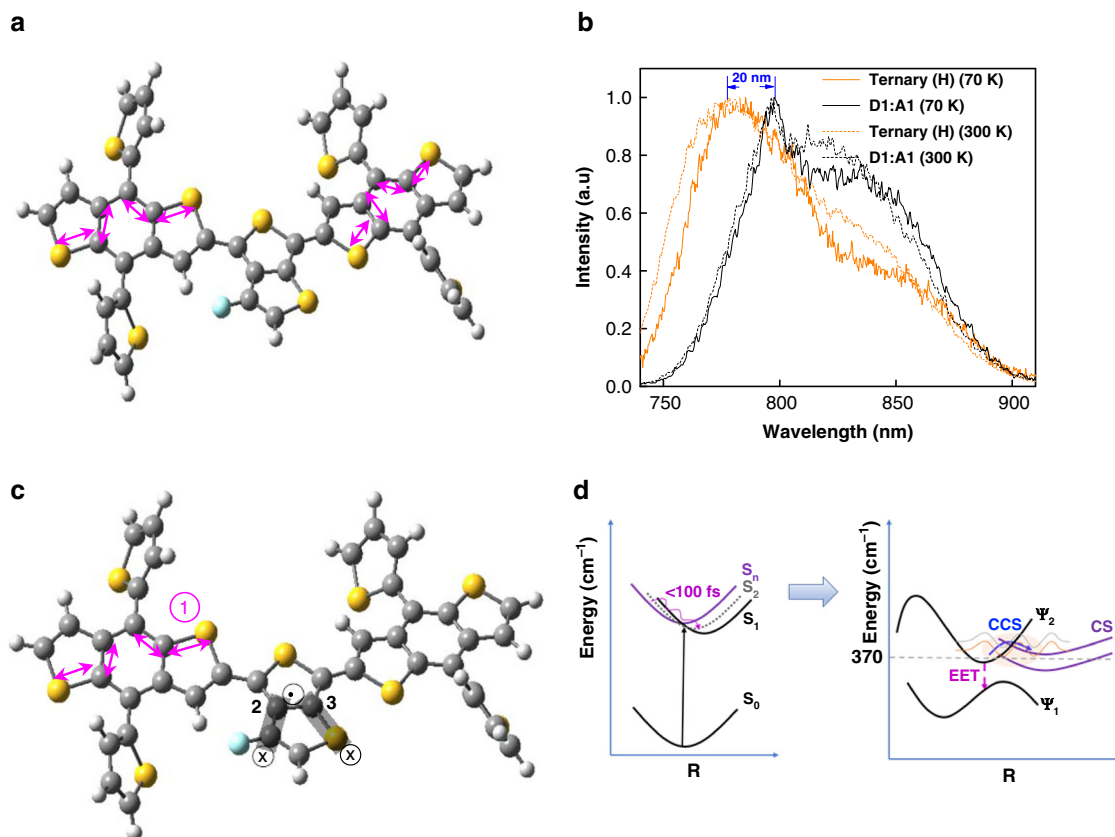 a
b
20 nm
Ternary (H) (70 K)
D1:A1 (70 K)
Ternary (H) (300 K)
D1:A1 (300 K)
1.0
0.8
0.6
0.4
0.2
0.0
Intensity (a.u)
750
800
850
900
Wavelength (nm)
c
1
2
3
x
x
d
Energy (cm⁻¹)
Sₙ
<100 fs
S₂
S₁
S₀
R
Energy (cm⁻¹)
370
CCS
Ψ₂
CS
EET
Ψ₁
R